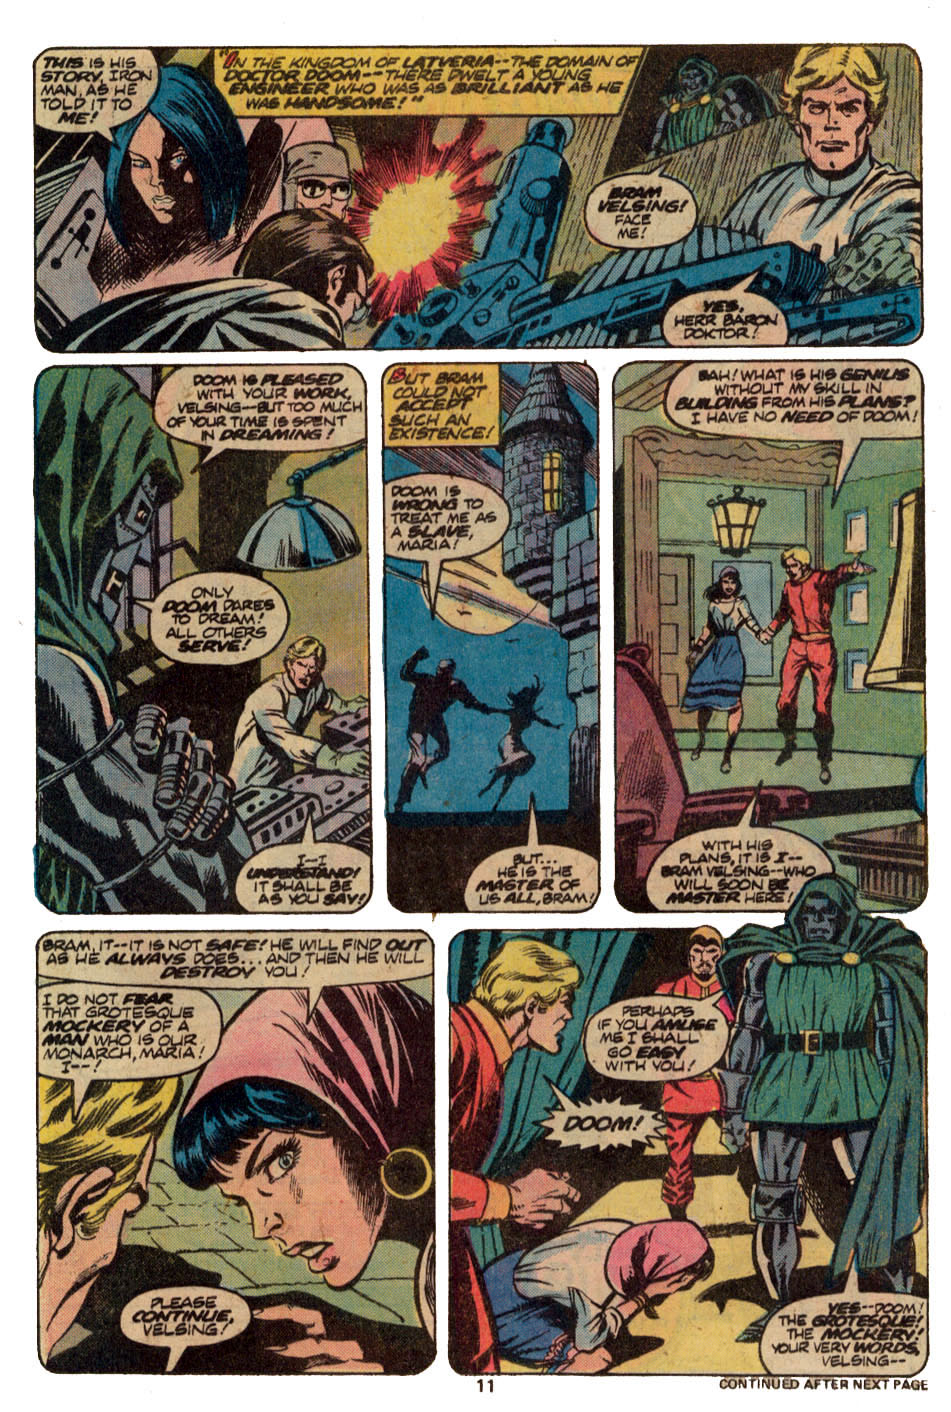 THIS IS HIS
STORY, IRON
MAN, AS HE
TOLD IT TO
ME!
"IN THE KINGDOM OF LATVERIA--THE DOMAIN OF
DOCTOR DOOM--THERE DWELT A YOUNG
ENGINEER WHO WAS AS BRILLIANT AS HE
WAS HANDSOME!"
BRAM
VELSING!
FACE
ME!
YES,
HERR BARON
DOKTOR!
DOOM IS PLEASED
WITH YOUR WORK,
VELSING--BUT TOO MUCH
OF YOUR TIME IS SPENT
IN DREAMING!
ONLY
DOOM DARES
TO DREAM!
ALL OTHERS
SERVE!
I--I
UNDERSTAND!
IT SHALL BE
AS YOU SAY!
BUT BRAM
COULD NOT
ACCEPT
SUCH AN
EXISTENCE!
DOOM IS
WRONG TO
TREAT ME AS
A SLAVE,
MARIA!
BUT...
HE IS THE
MASTER OF
US ALL, BRAM!
BAH! WHAT IS HIS GENIUS
WITHOUT MY SKILL IN
BUILDING FROM HIS PLANS?
I HAVE NO NEED OF DOOM!
WITH HIS
PLANS, IT IS I--
BRAM VELSING--WHO
WILL SOON BE
MASTER HERE!
BRAM, IT--IT IS NOT SAFE! HE WILL FIND OUT
AS HE ALWAYS DOES...AND THEN HE WILL
DESTROY YOU!
I DO NOT FEAR
THAT GROTESQUE
MOCKERY OF A
MAN WHO IS OUR
MONARCH, MARIA!
I--!
PLEASE
CONTINUE,
VELSING!
PERHAPS
IF YOU AMUSE
ME I SHALL
GO EASY
WITH YOU!
DOOM!
YES--DOOM!
THE GROTESQUE!
THE MOCKERY!
YOUR VERY WORDS,
VELSING--
11
CONTINUED AFTER NEXT PAGE